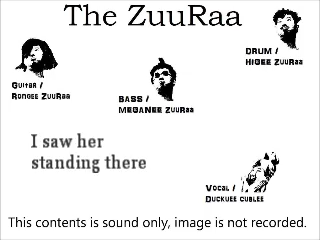 The ZuuRaa
DRUM /
HIGEE ZuuRaa
Guitar /
Rongee ZuuRaa
BASS /
MEGANEE ZuuRaa
I saw her
standing there
Vocal /
Duckuee cublee
This contents is sound only, image is not recorded.